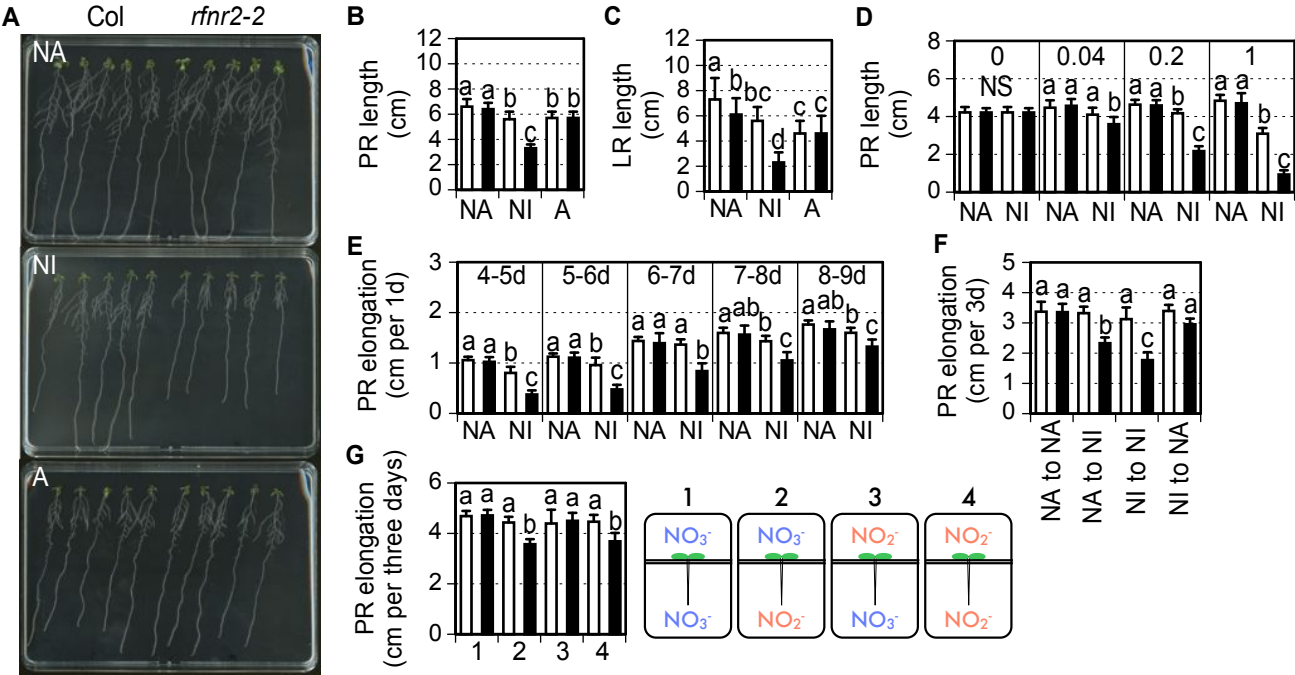 A Col rfnr2-2
NA
NI
A
B
PR length
(cm)
12
10
8
6
4
2
0
a a b c b b
NA NI A
C
LR length
(cm)
12
10
8
6
4
2
0
a b bc d c c
NA NI A
D
PR length
(cm)
8
6
4
2
0
0 0.04 0.2 1
NS
a a a b a a b c a a b c
NA NI NA NI NA NI NA NI
E
PR elongation
(cm per 1d)
3
2
1
0
4-5d 5-6d 6-7d 7-8d 8-9d
a a b c a a b c a a a b a ab b c a ab b c
NA NI NA NI NA NI NA NI NA NI
F
PR elongation
(cm per 3d)
5
4
3
2
1
0
a a a b a c a a
NA to NA
NA to NI
NI to NI
NI to NA
G
PR elongation
(cm per three days)
6
4
2
0
a a a b a a a b
1 2 3 4
1 2 3 4
NO₃⁻ NO₃⁻ NO₂⁻ NO₂⁻
NO₃⁻ NO₂⁻ NO₃⁻ NO₂⁻